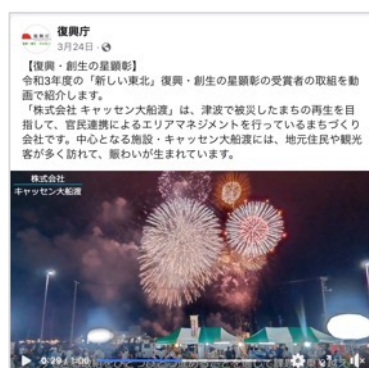 復興庁
3月24日・
【復興・創生の星顕彰】
令和3年度の「新しい東北」復興・創生の星顕彰の受賞者の取組を動
画で紹介します。
「株式会社 キャッセン大船渡」は、津波で被災したまちの再生を目
指して、官民連携によるエリアマネジメントを行っているまちづくり
会社です。中心となる施設・キャッセン大船渡には、地元住民や観光
客が多く訪れて、賑わいが生まれています。
株式会社
キャッセン大船渡
0:29 / 1:00